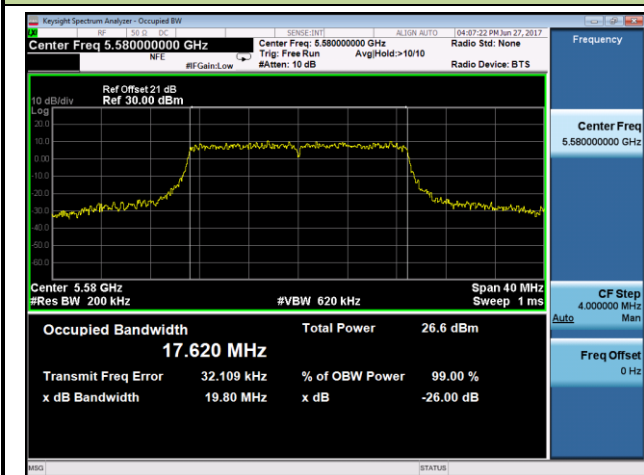 Keysight Spectrum Analyzer - Occupied BW
RF 50 Ω DC SENSE:INT ALIGN AUTO 04:07:22 PM Jun 27, 2017
Center Freq 5.580000000 GHz Center Freq: 5.580000000 GHz Radio Std: None Frequency
NFE Trig: Free Run Avg|Hold:>10/10
#IFGain:Low #Atten: 10 dB Radio Device: BTS
Ref Offset 21 dB
10 dB/div Ref 30.00 dBm
Log
20.0
10.0
0.00
-10.0
-20.0
-30.0
-40.0
-50.0
-60.0
Center Freq
5.580000000 GHz
Center 5.58 GHz Span 40 MHz
#Res BW 200 kHz #VBW 620 kHz Sweep 1 ms
CF Step
4.000000 MHz
Auto Man
Occupied Bandwidth Total Power 26.6 dBm
17.620 MHz
Freq Offset
0 Hz
Transmit Freq Error 32.109 kHz % of OBW Power 99.00 %
x dB Bandwidth 19.80 MHz x dB -26.00 dB
MSG STATUS